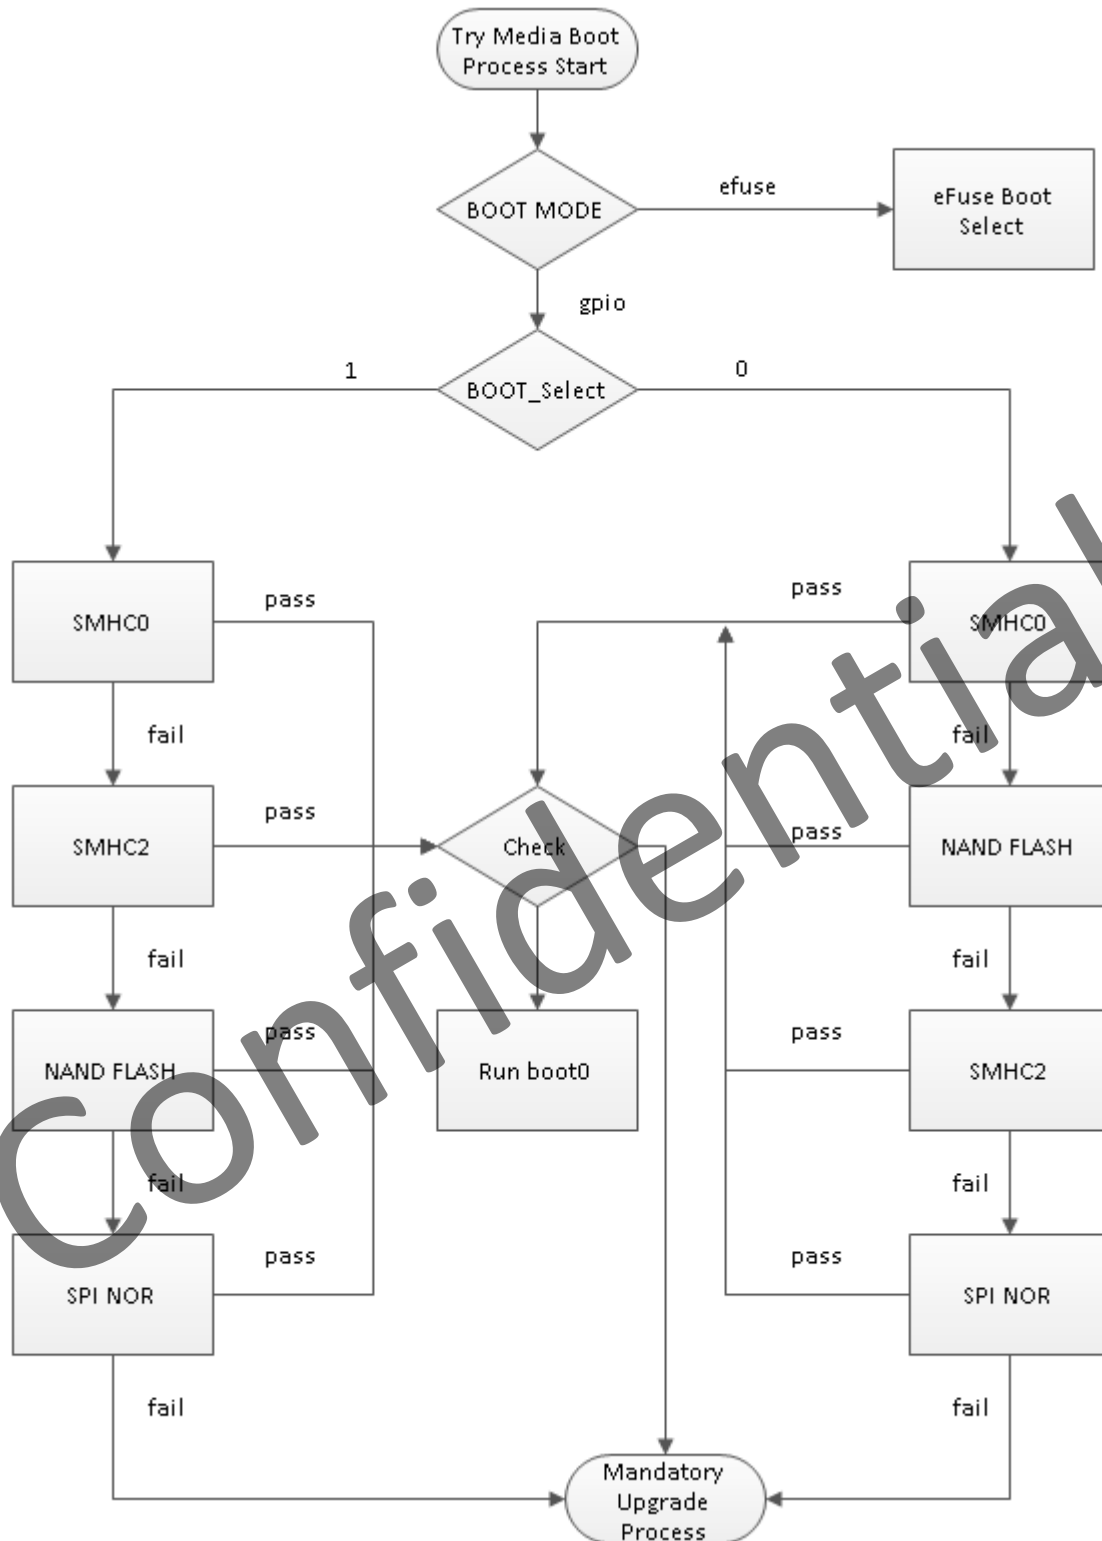 Try Media Boot
Process Start
BOOT MODE
efuse
eFuse Boot
Select
gpio
BOOT_Select
1
0
SMHC0
pass
pass
SMHC0
fail
fail
SMHC2
pass
Check
pass
NAND FLASH
fail
fail
NAND FLASH
pass
Run boot0
pass
SMHC2
fail
fail
SPI NOR
pass
pass
SPI NOR
fail
fail
Mandatory
Upgrade
Process
Confidential